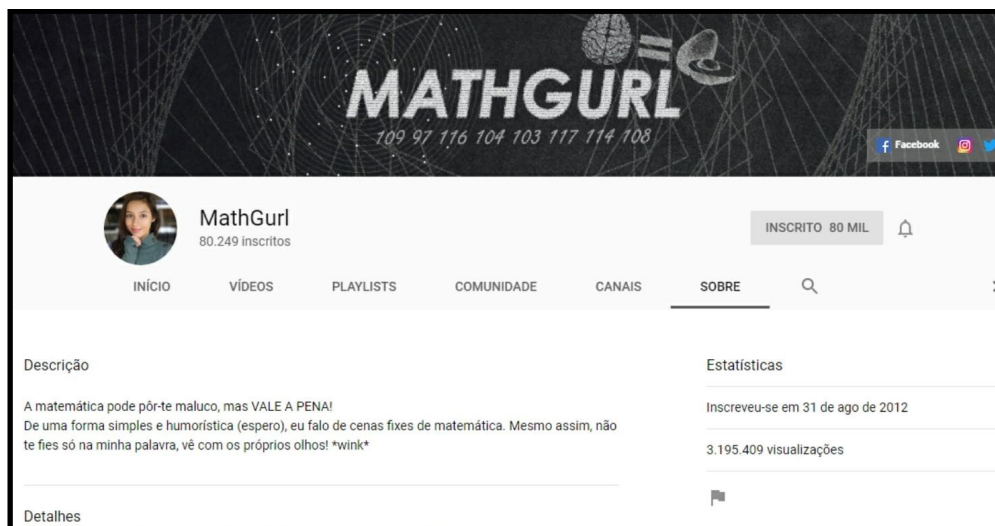 MATHGURL
109 97 116 104 103 117 114 108
Facebook
MathGurl
80.249 inscritos
INSCRITO 80 MIL
INÍCIO VÍDEOS PLAYLISTS COMUNIDADE CANAIS SOBRE
Descrição
A matemática pode pôr-te maluco, mas VALE A PENA!
De uma forma simples e humorística (espero), eu falo de cenas fixes de matemática. Mesmo assim, não
te fies só na minha palavra, vê com os próprios olhos! *wink*
Detalhes
Estatísticas
Inscreveu-se em 31 de ago de 2012
3.195.409 visualizações